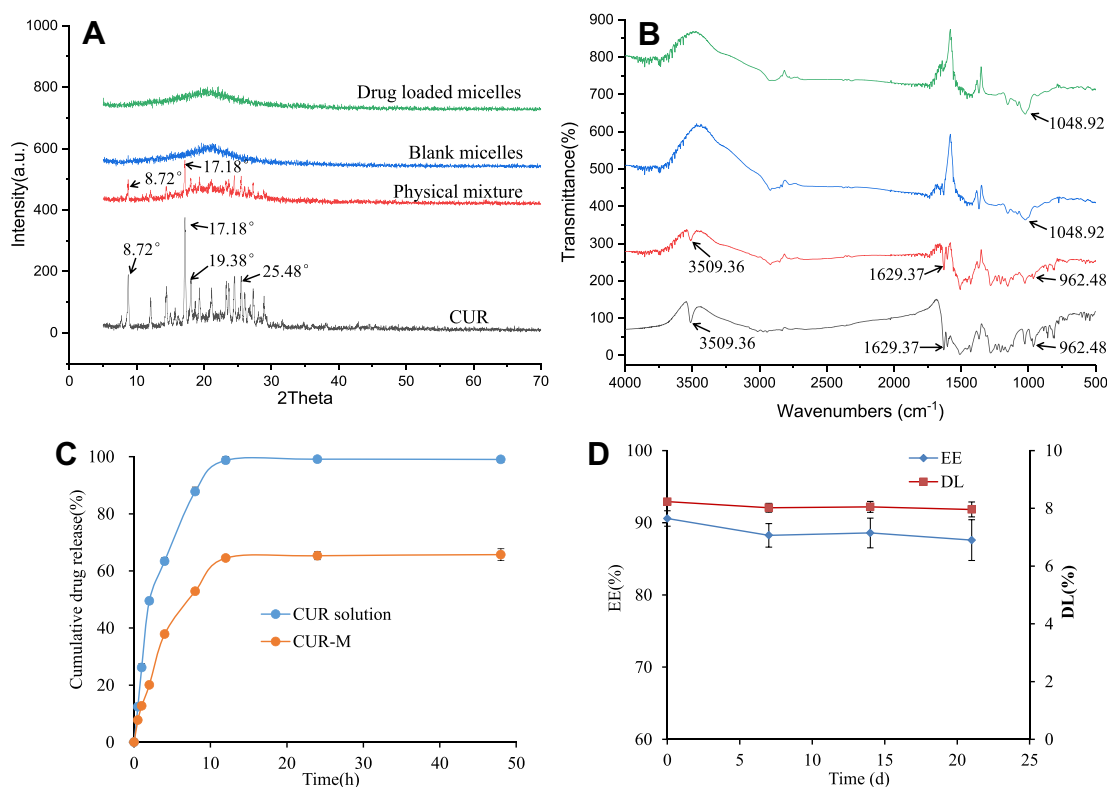 A
1000
800
600
400
200
0
Intensity(a.u.)
Drug loaded micelles
Blank micelles
17.18°
8.72°
Physical mixture
17.18°
8.72°
19.38°
25.48°
CUR
0 10 20 30 40 50 60 70
2Theta
B
900
800
700
600
500
400
300
200
100
0
Transmittance(%)
1048.92
1048.92
3509.36
1629.37
962.48
3509.36
1629.37
962.48
4000 3500 3000 2500 2000 1500 1000 500
Wavenumbers (cm-1)
C
100
80
60
40
20
0
Cumulative drug release(%)
CUR solution
CUR-M
0 10 20 30 40 50
Time(h)
D
100
90
80
70
60
EE(%)
EE
DL
10
8
6
4
2
0
DL(%)
0 5 10 15 20 25
Time (d)